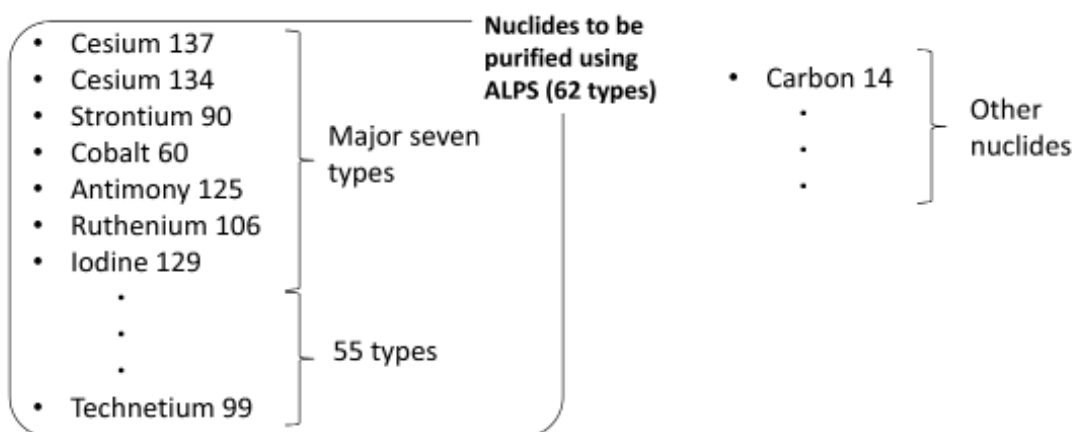 • Cesium 137
• Cesium 134
• Strontium 90
• Cobalt 60
• Antimony 125
• Ruthenium 106
• Iodine 129
.
.
.
• Technetium 99
Major seven
types
55 types
Nuclides to be
purified using
ALPS (62 types)
• Carbon 14
.
.
.
Other
nuclides